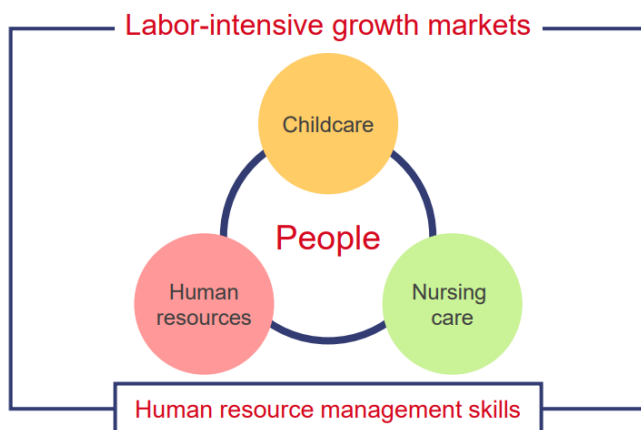 Labor-intensive growth markets
Childcare
People
Human
resources
Nursing
care
Human resource management skills